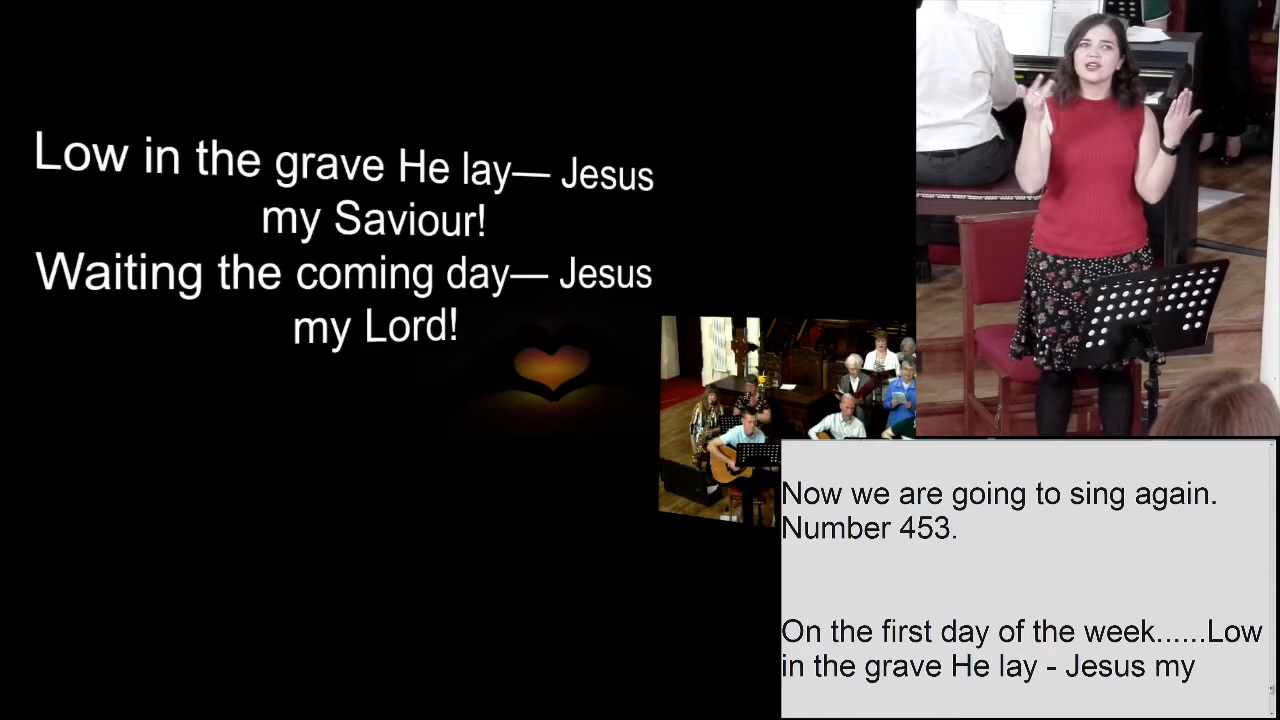 Low in the grave He lay— Jesus
my Saviour!
Waiting the coming day— Jesus
my Lord!
Now we are going to sing again.
Number 453.
On the first day of the week......Low
in the grave He lay - Jesus my